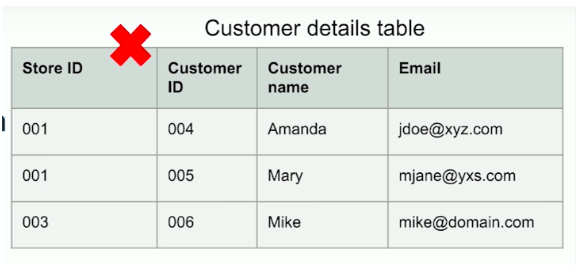 Customer details table
Store ID Customer ID Customer name Email
001 004 Amanda jdoe@xyz.com
001 005 Mary mjane@yxs.com
003 006 Mike mike@domain.com